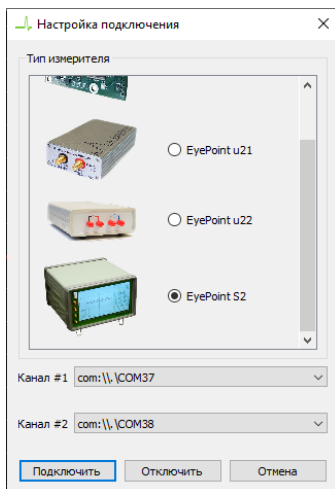 Настройка подключения
Тип измерителя
EyePoint u21
EyePoint u22
EyePoint S2
Канал #1 com:\\.\COM37
Канал #2 com:\\.\COM38
Подключить Отключить Отмена